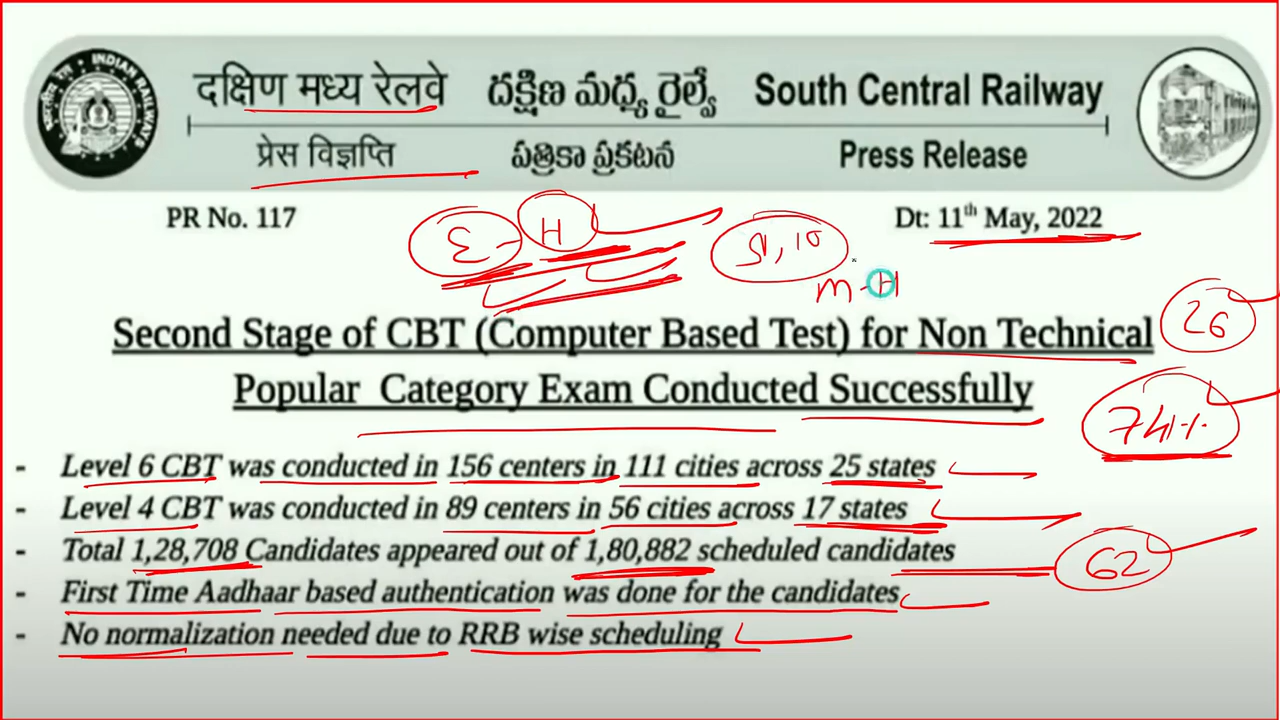 INDIAN RAILWAYS
दक्षिण मध्य रेलवे దక్షిణ మధ్య రైల్వే South Central Railway
प्रेस विज्ञप्ति పత్రికా ప్రకటన Press Release
PR No. 117 Dt: 11th May, 2022
E - H
M - H
26
Second Stage of CBT (Computer Based Test) for Non Technical
Popular Category Exam Conducted Successfully
74%
- Level 6 CBT was conducted in 156 centers in 111 cities across 25 states
- Level 4 CBT was conducted in 89 centers in 56 cities across 17 states
- Total 1,28,708 Candidates appeared out of 1,80,882 scheduled candidates
62
- First Time Aadhaar based authentication was done for the candidates
- No normalization needed due to RRB wise scheduling